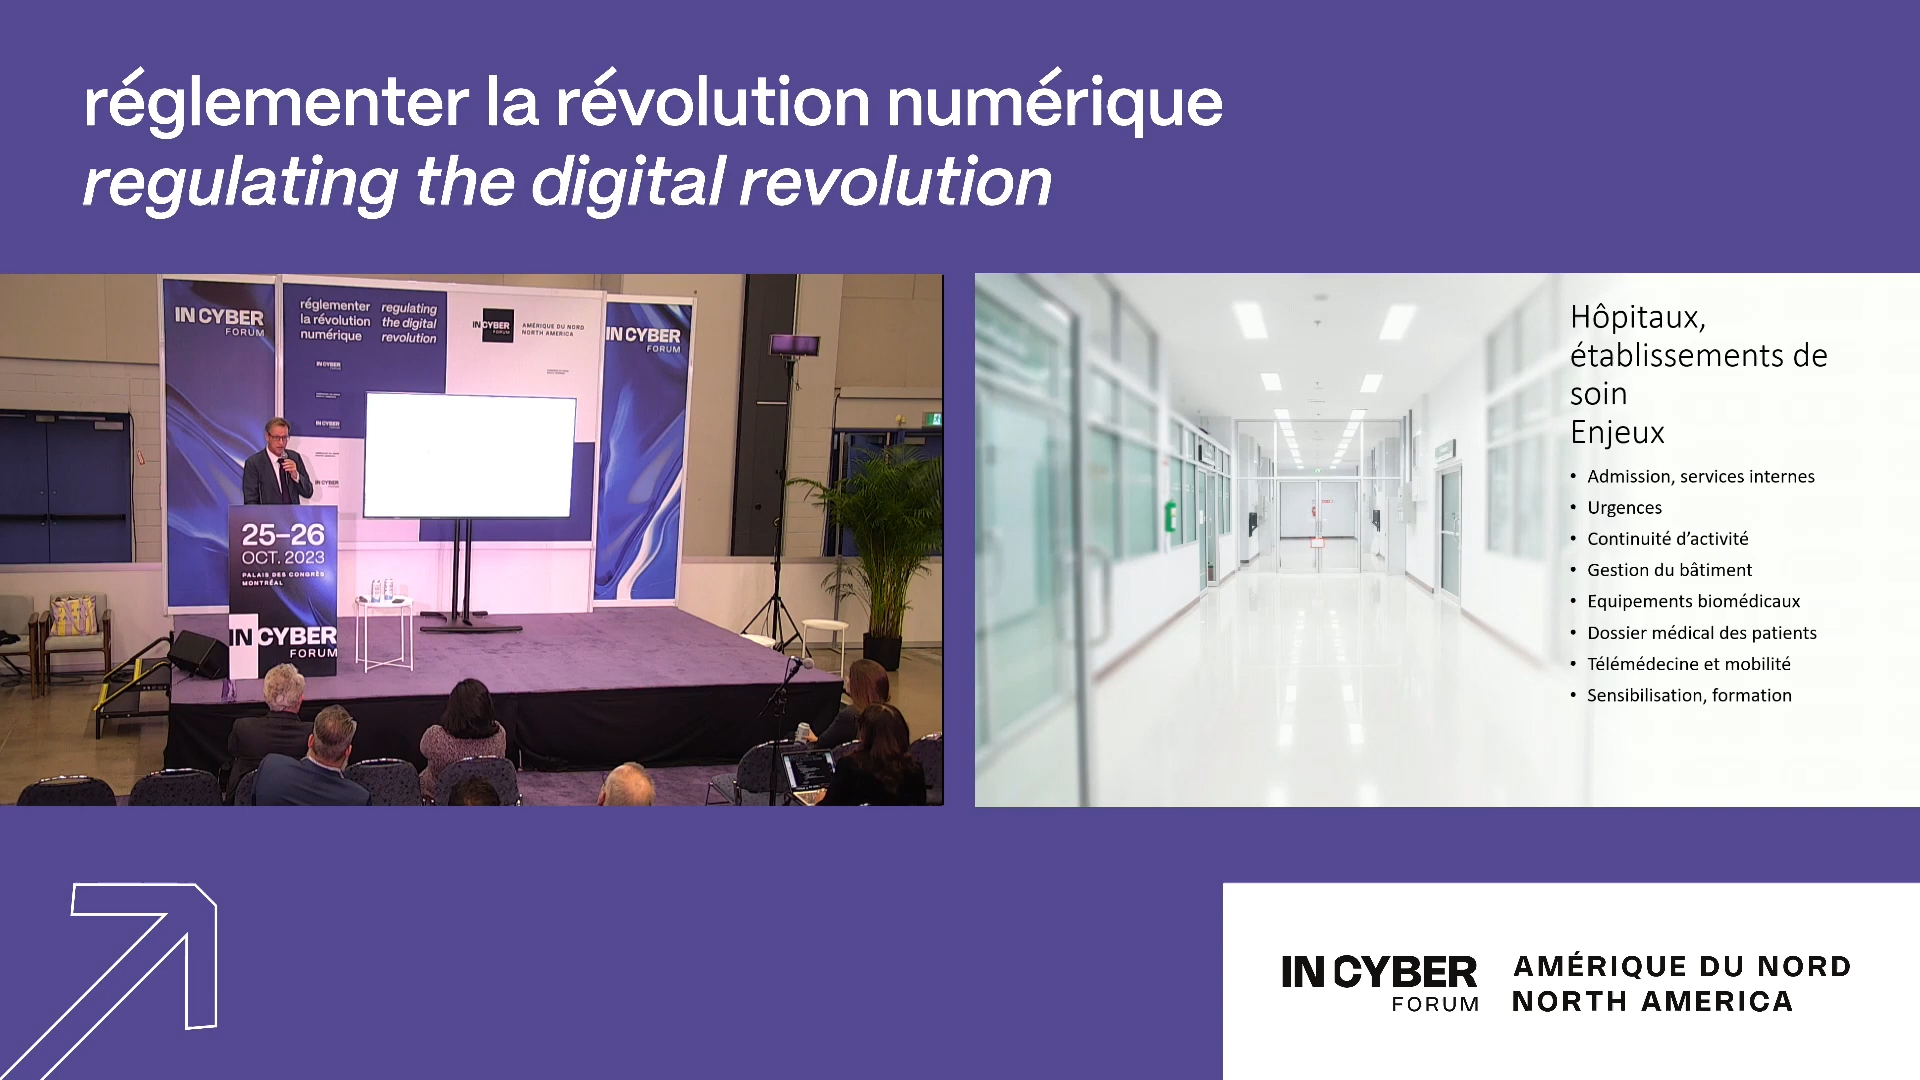 réglementer la révolution numérique
regulating the digital revolution
IN CYBER
FORUM
réglementer
la révolution
numérique
regulating
the digital
revolution
IN CYBER
FORUM
AMÉRIQUE DU NORD
NORTH AMERICA
IN CYBER
FORUM
25–26
OCT. 2023
PALAIS DES CONGRÈS
MONTRÉAL
IN CYBER
FORUM
Hôpitaux,
établissements de
soin
Enjeux
• Admission, services internes
• Urgences
• Continuité d’activité
• Gestion du bâtiment
• Equipements biomédicaux
• Dossier médical des patients
• Télémédecine et mobilité
• Sensibilisation, formation
IN CYBER
FORUM
AMÉRIQUE DU NORD
NORTH AMERICA